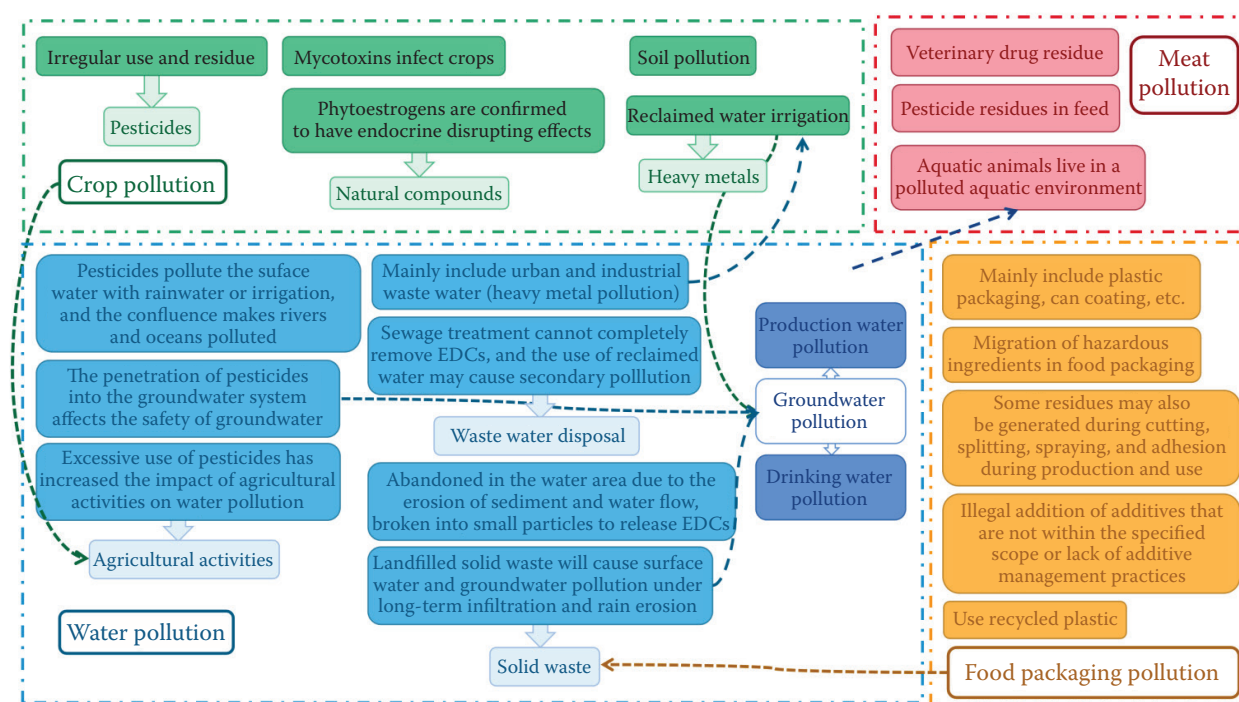 Irregular use and residue
Pesticides
Crop pollution
Mycotoxins infect crops
Phytoestrogens are confirmed
to have endocrine disrupting effects
Natural compounds
Soil pollution
Reclaimed water irrigation
Heavy metals
Meat
pollution
Veterinary drug residue
Pesticide residues in feed
Aquatic animals live in a
polluted aquatic environment
Pesticides pollute the suface
water with rainwater or irrigation,
and the confluence makes rivers
and oceans polluted
The penetration of pesticides
into the groundwater system
affects the safety of groundwater
Excessive use of pesticides has
increased the impact of agricultural
activities on water pollution
Agricultural activities
Water pollution
Mainly include urban and industrial
waste water (heavy metal pollution)
Sewage treatment cannot completely
remove EDCs, and the use of reclaimed
water may cause secondary polllution
Waste water disposal
Abandoned in the water area due to the
erosion of sediment and water flow,
broken into small particles to release EDCs
Landfilled solid waste will cause surface
water and groundwater pollution under
long-term infiltration and rain erosion
Solid waste
Production water
pollution
Groundwater
pollution
Drinking water
pollution
Mainly include plastic
packaging, can coating, etc.
Migration of hazardous
ingredients in food packaging
Some residues may also
be generated during cutting,
splitting, spraying, and adhesion
during production and use
Illegal addition of additives that
are not within the specified
scope or lack of additive
management practices
Use recycled plastic
Food packaging pollution